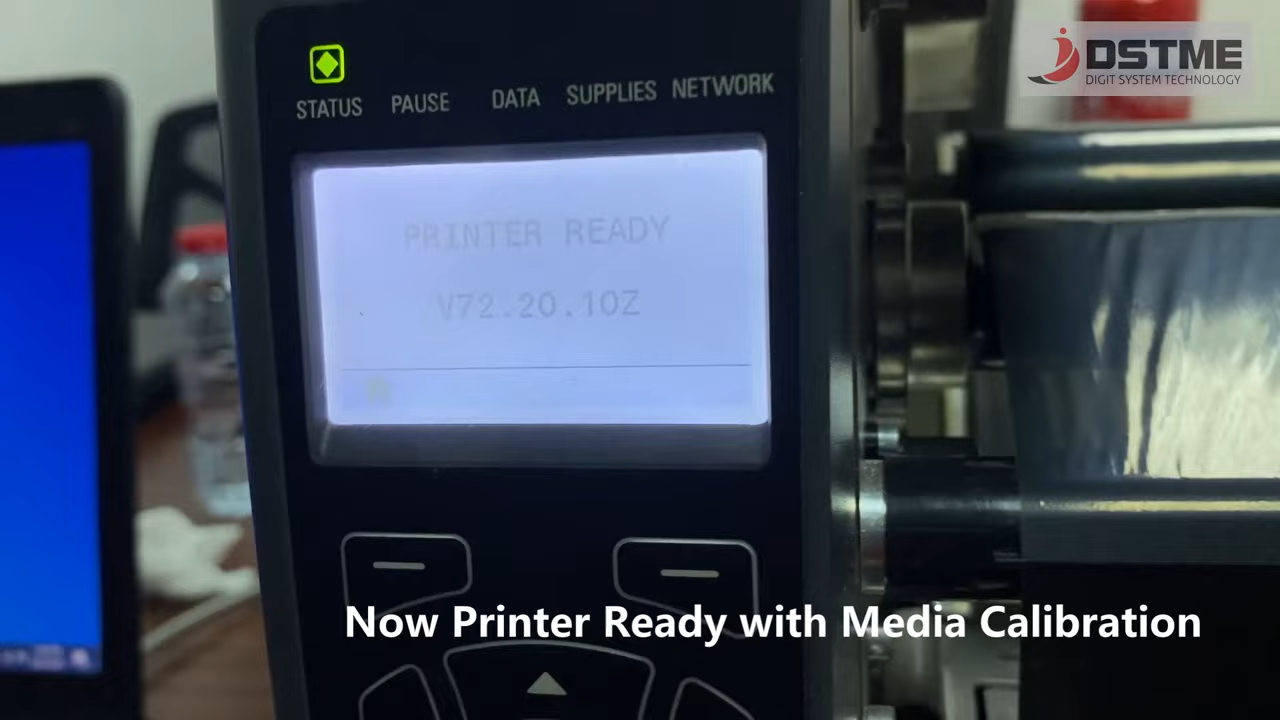 DSTME
DIGIT SYSTEM TECHNOLOGY
STATUS PAUSE DATA SUPPLIES NETWORK
PRINTER READY
V72.20.10Z
Now Printer Ready with Media Calibration